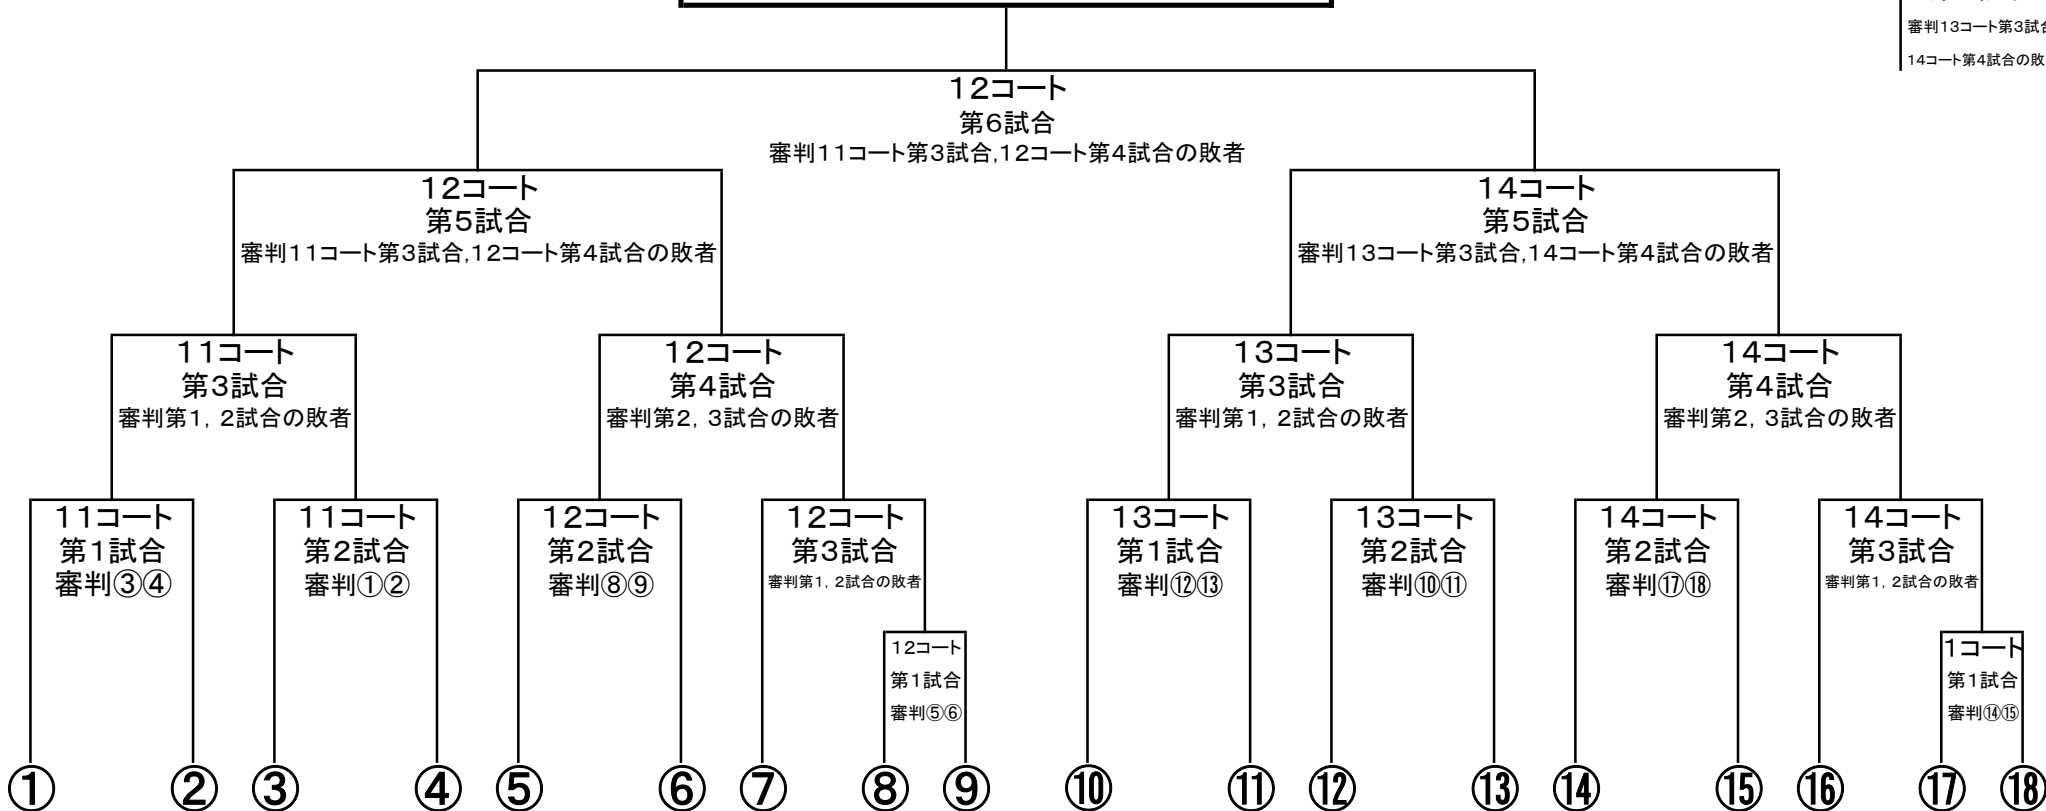 審判13コート第3試合
14コート第4試合の敗
12コート
第6試合
審判11コート第3試合,12コート第4試合の敗者
12コート
第5試合
審判11コート第3試合,12コート第4試合の敗者
14コート
第5試合
審判13コート第3試合,14コート第4試合の敗者
11コート
第3試合
審判第1,2試合の敗者
12コート
第4試合
審判第2,3試合の敗者
13コート
第3試合
審判第1,2試合の敗者
14コート
第4試合
審判第2,3試合の敗者
11コート
第1試合
審判③④
11コート
第2試合
審判①②
12コート
第2試合
審判⑧⑨
12コート
第3試合
審判第1,2試合の敗者
13コート
第1試合
審判⑫⑬
13コート
第2試合
審判⑩⑪
14コート
第2試合
審判⑰⑱
14コート
第3試合
審判第1,2試合の敗者
12コート
第1試合
審判⑤⑥
1コート
第1試合
審判⑭⑮
① ② ③ ④ ⑤ ⑥ ⑦ ⑧ ⑨ ⑩ ⑪ ⑫ ⑬ ⑭ ⑮ ⑯ ⑰ ⑱